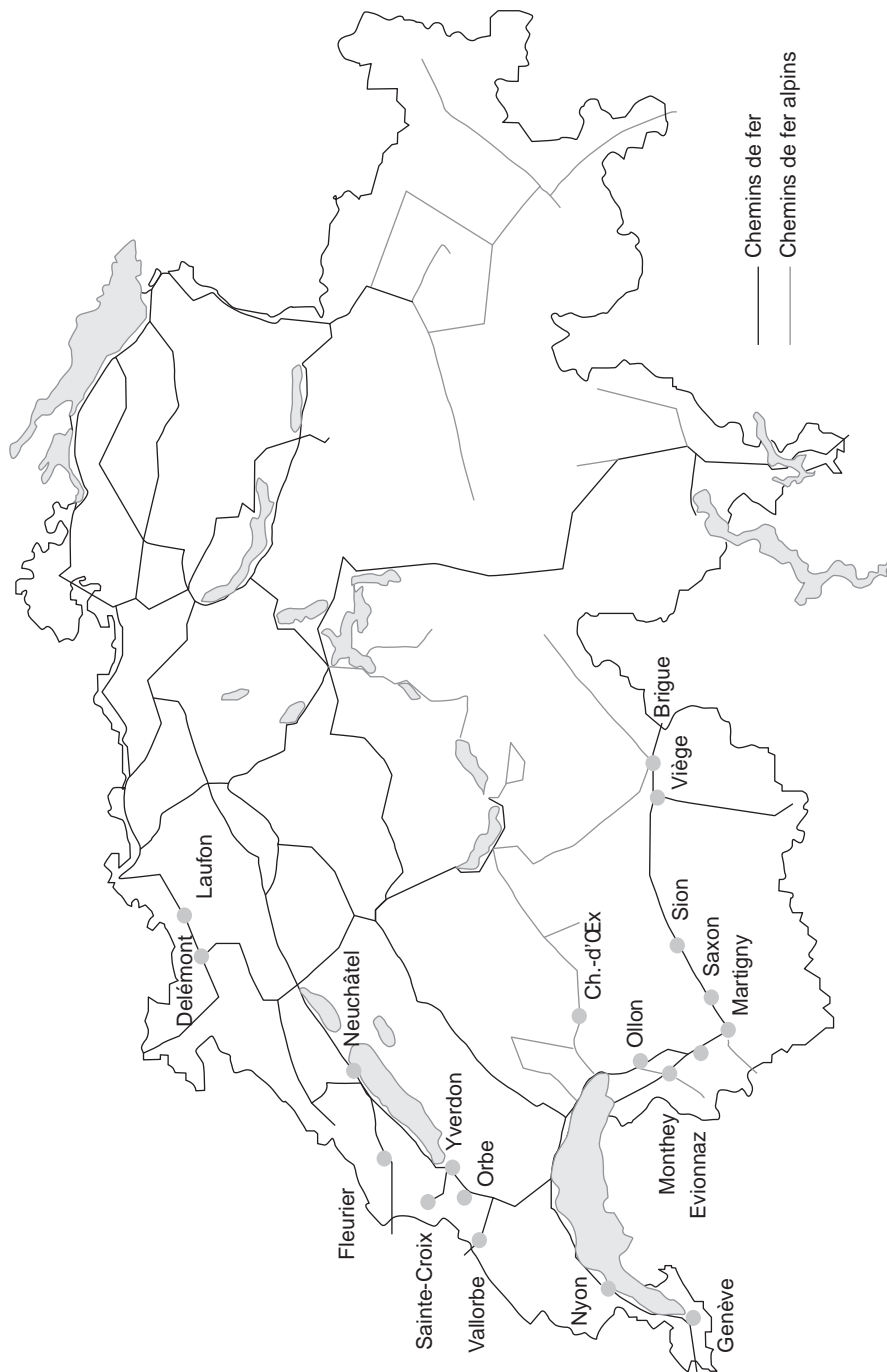 Laufon
Delémont
Neuchâtel
Fleurier
Yverdon
Sainte-Croix
Orbe
Vallorbe
Nyon
Genève
Ch.-d'Œx
Ollon
Monthey
Evionnaz
Martigny
Saxon
Sion
Viège
Brigue
Chemins de fer
Chemins de fer alpins